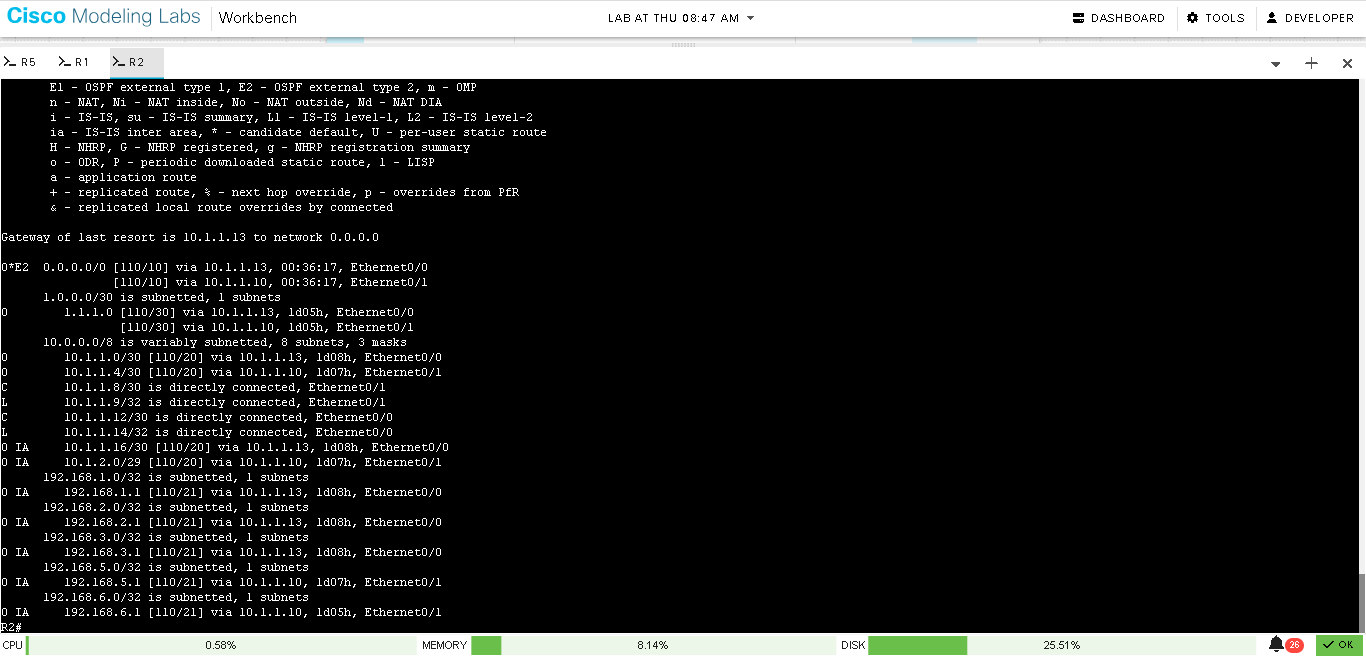 Cisco Modeling Labs Workbench LAB AT THU 08:47 AM DASHBOARD TOOLS DEVELOPER
R5 R1 R2
E1 - OSPF external type 1, E2 - OSPF external type 2, m - OMP
n - NAT, Ni - NAT inside, No - NAT outside, Nd - NAT DIA
i - IS-IS, su - IS-IS summary, L1 - IS-IS level-1, L2 - IS-IS level-2
ia - IS-IS inter area, * - candidate default, U - per-user static route
H - NHRP, G - NHRP registered, g - NHRP registration summary
o - ODR, P - periodic downloaded static route, l - LISP
a - application route
+ - replicated route, % - next hop override, p - overrides from PfR
& - replicated local route overrides by connected
Gateway of last resort is 10.1.1.13 to network 0.0.0.0
O*E2 0.0.0.0/0 [110/10] via 10.1.1.13, 00:36:17, Ethernet0/0
[110/10] via 10.1.1.10, 00:36:17, Ethernet0/1
1.0.0.0/30 is subnetted, 1 subnets
O 1.1.1.0 [110/30] via 10.1.1.13, 1d05h, Ethernet0/0
[110/30] via 10.1.1.10, 1d05h, Ethernet0/1
10.0.0.0/8 is variably subnetted, 8 subnets, 3 masks
O 10.1.1.0/30 [110/20] via 10.1.1.13, 1d08h, Ethernet0/0
O 10.1.1.4/30 [110/20] via 10.1.1.10, 1d07h, Ethernet0/1
C 10.1.1.8/30 is directly connected, Ethernet0/1
L 10.1.1.9/32 is directly connected, Ethernet0/1
C 10.1.1.12/30 is directly connected, Ethernet0/0
L 10.1.1.14/32 is directly connected, Ethernet0/0
O IA 10.1.1.16/30 [110/20] via 10.1.1.13, 1d08h, Ethernet0/0
O IA 10.1.2.0/29 [110/20] via 10.1.1.10, 1d07h, Ethernet0/1
192.168.1.0/32 is subnetted, 1 subnets
O IA 192.168.1.1 [110/21] via 10.1.1.13, 1d08h, Ethernet0/0
192.168.2.0/32 is subnetted, 1 subnets
O IA 192.168.2.1 [110/21] via 10.1.1.13, 1d08h, Ethernet0/0
192.168.3.0/32 is subnetted, 1 subnets
O IA 192.168.3.1 [110/21] via 10.1.1.13, 1d08h, Ethernet0/0
192.168.5.0/32 is subnetted, 1 subnets
O IA 192.168.5.1 [110/21] via 10.1.1.10, 1d07h, Ethernet0/1
192.168.6.0/32 is subnetted, 1 subnets
O IA 192.168.6.1 [110/21] via 10.1.1.10, 1d05h, Ethernet0/1
R2#
CPU 0.58% MEMORY 8.14% DISK 25.51% 26 OK